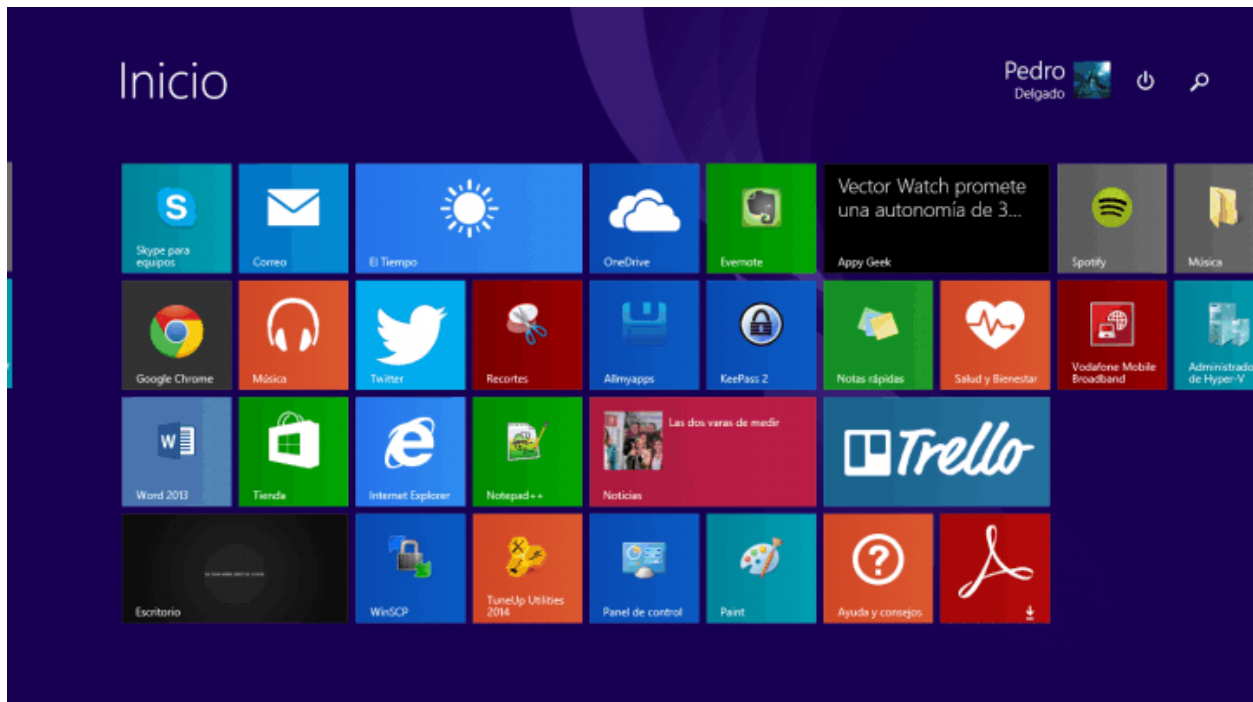 Inicio
Pedro
Delgado
Skype para
equipos
Correo
El Tiempo
OneDrive
Evernote
Vector Watch promete
una autonomía de 3...
Appy Geek
Spotify
Música
Google Chrome
Música
Twitter
Recortes
Allmyapps
KeePass 2
Notas rápidas
Salud y Bienestar
Vodafone Mobile
Broadband
Administrado
de Hyper-V
Word 2013
Tienda
Internet Explorer
Notepad++
Las dos varas de medir
Noticias
Trello
Escritorio
WinSCP
TuneUp Utilities
2014
Panel de control
Paint
Ayuda y consejos